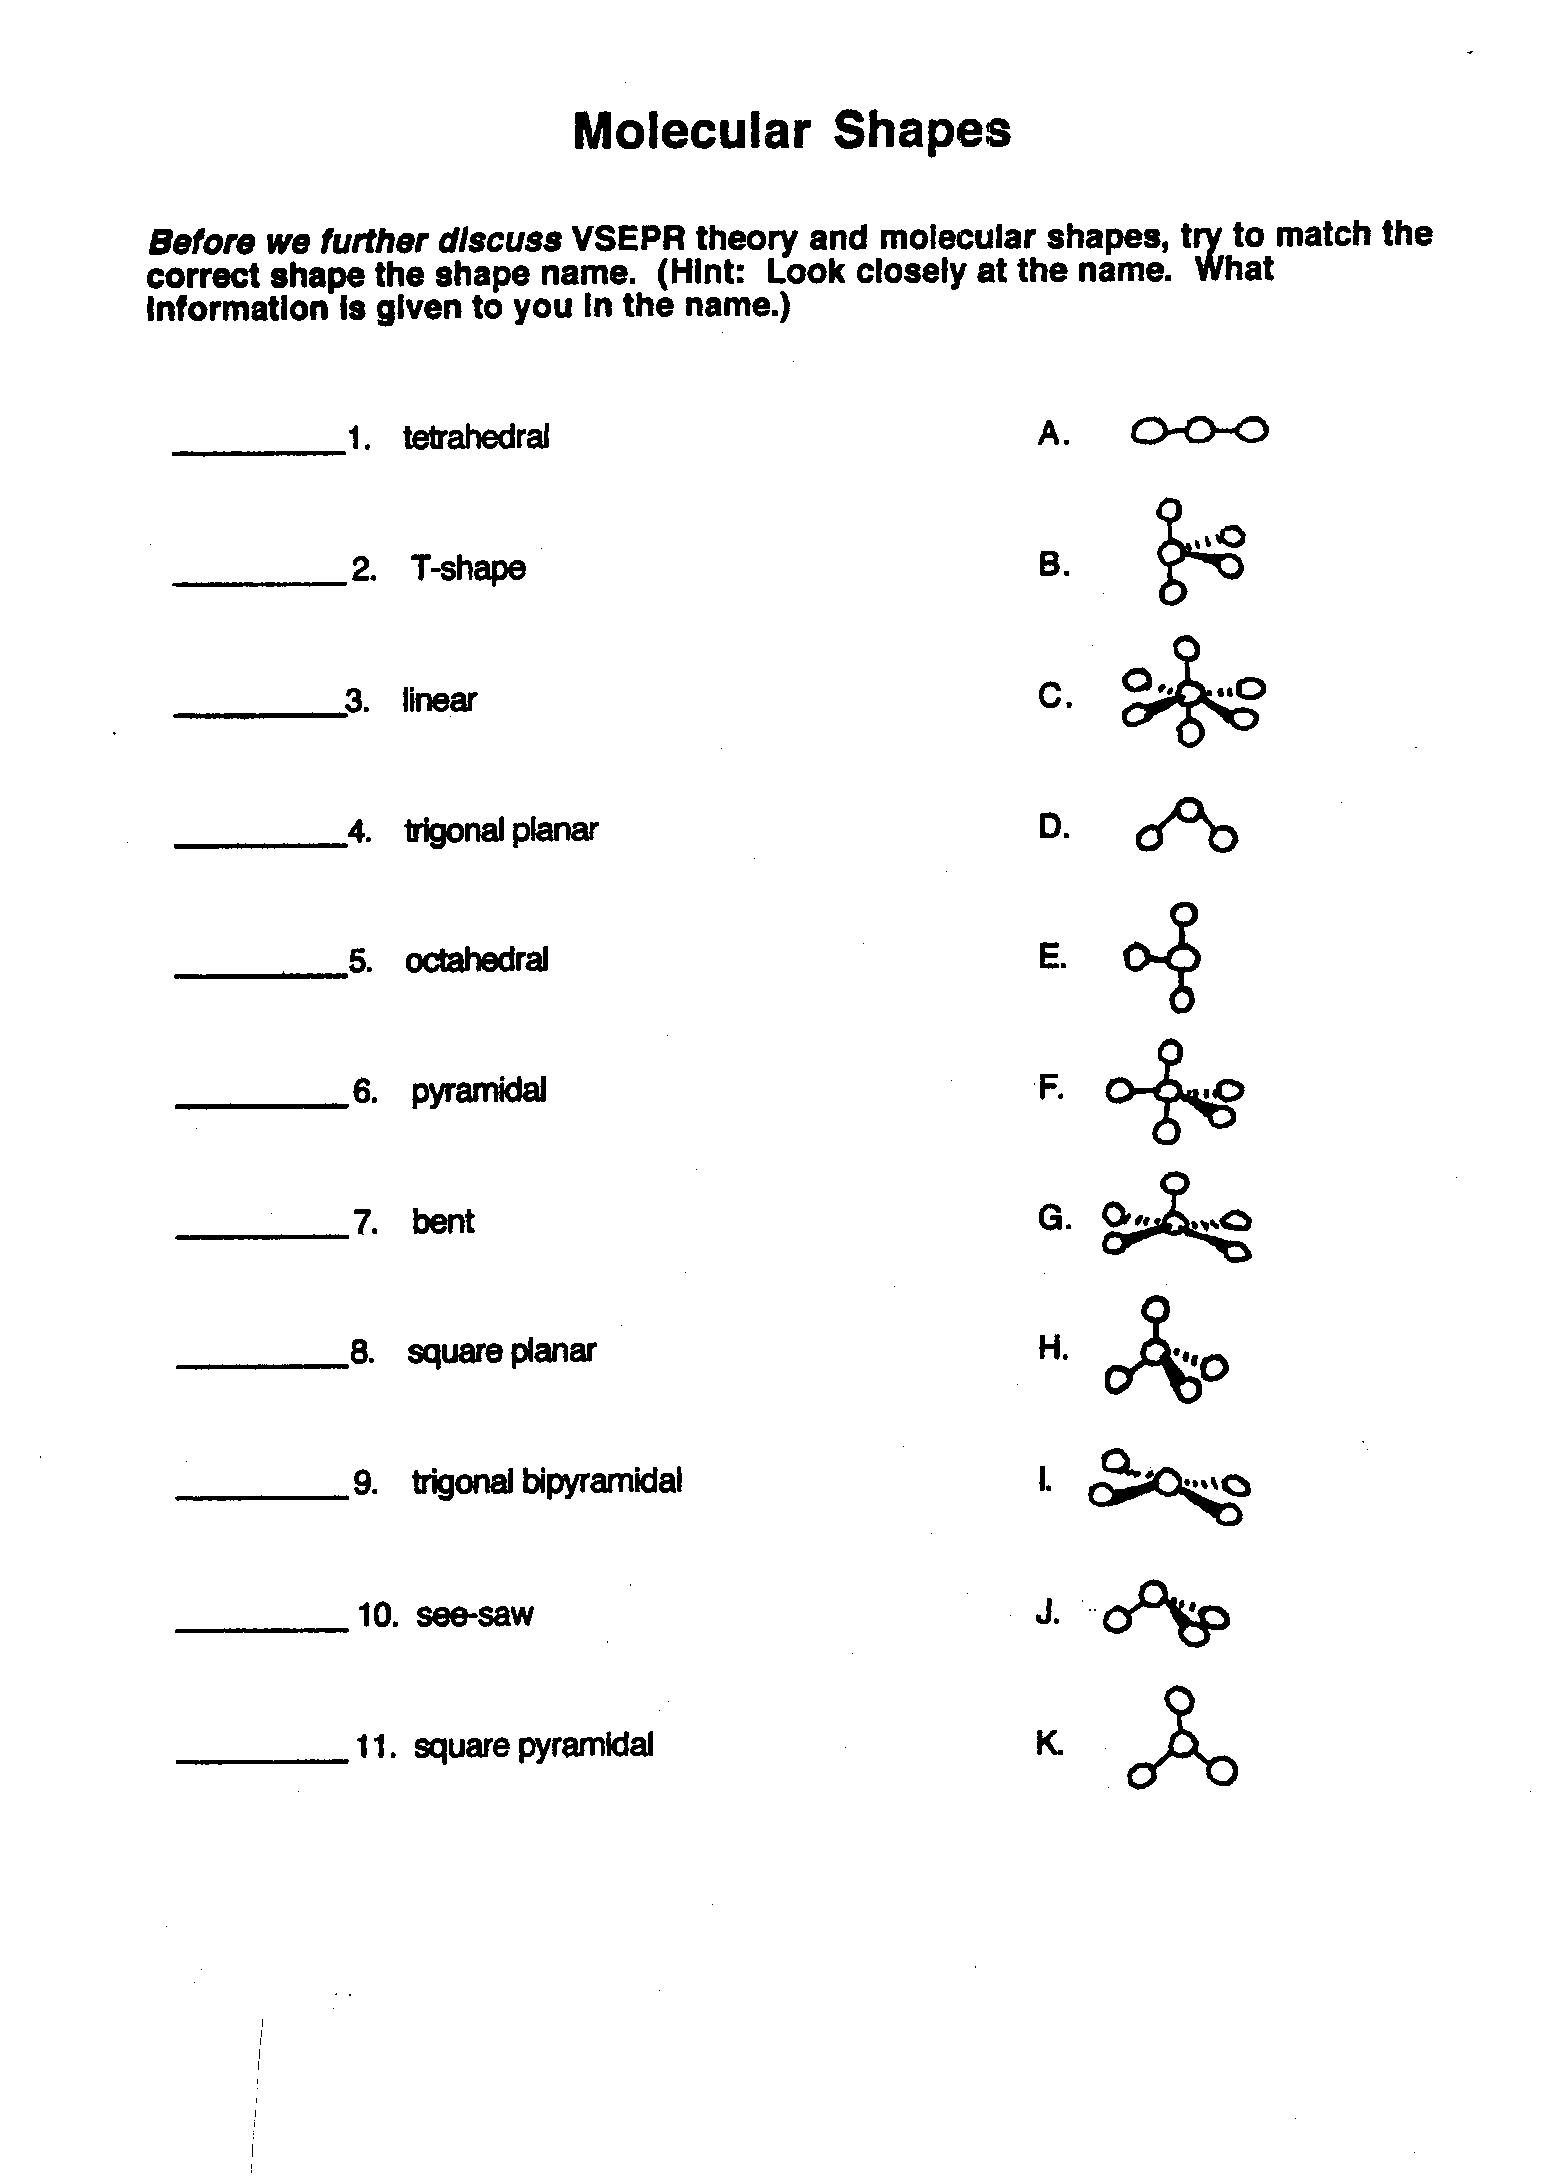 Molecular Shapes
Before we further discuss VSEPR theory and molecular shapes, try to match the
correct shape the shape name. (Hint: Look closely at the name. What
information is given to you in the name.)
1. tetrahedral A.
2. T-shape B.
3. linear C.
4. trigonal planar D.
5. octahedral E.
6. pyramidal F.
7. bent G.
8. square planar H.
9. trigonal bipyramidal I.
10. see-saw J.
11. square pyramidal K.